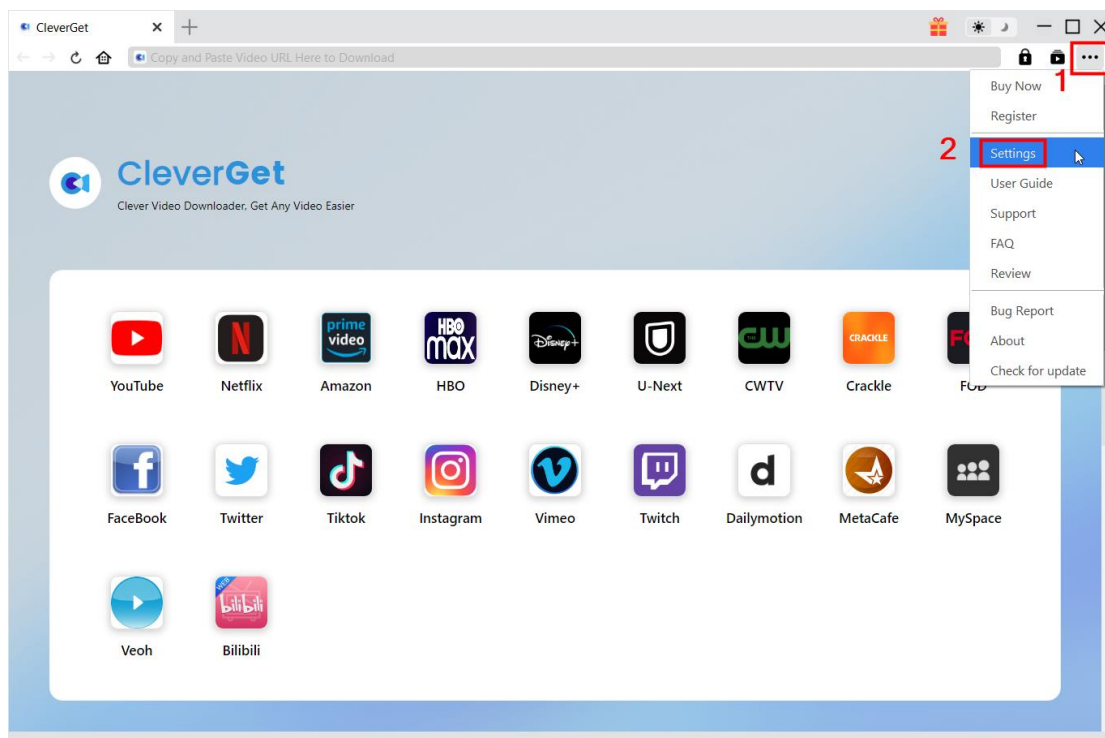 CleverGet
Copy and Paste Video URL Here to Download
1
Buy Now
Register
2
Settings
User Guide
Support
FAQ
Review
Bug Report
About
Check for update
CleverGet
Clever Video Downloader. Get Any Video Easier
N
prime
video
HBO
max
Disney+
THE
CW
CRACKLE
YouTube
Netflix
Amazon
HBO
Disney+
U-Next
CWTV
Crackle
FOD
f
d
FaceBook
Twitter
Tiktok
Instagram
Vimeo
Twitch
Dailymotion
MetaCafe
MySpace
WEB
bilibili
Veoh
Bilibili